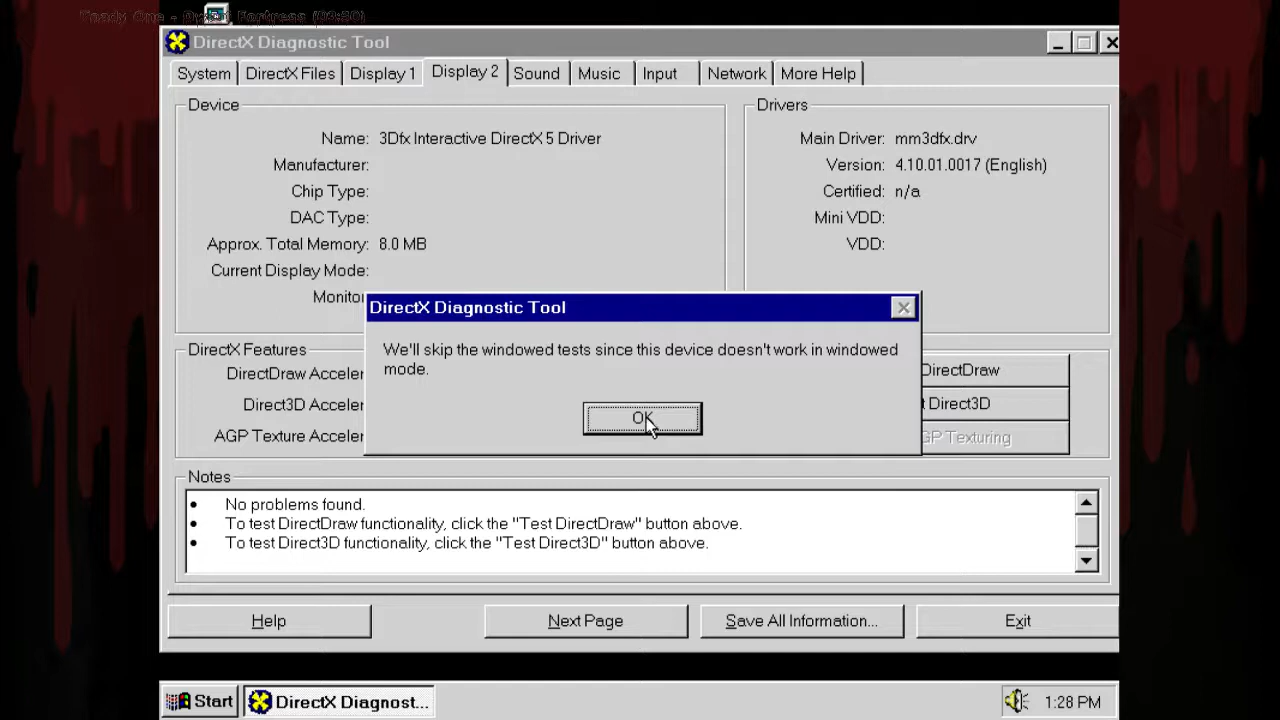 DirectX Diagnostic Tool
System
DirectX Files
Display 1
Display 2
Sound
Music
Input
Network
More Help
Device
Name: 3Dfx Interactive DirectX 5 Driver
Manufacturer:
Chip Type:
DAC Type:
Approx. Total Memory: 8.0 MB
Current Display Mode:
Drivers
Main Driver: mm3dfx.drv
Version: 4.10.01.0017 (English)
Certified: n/a
Mini VDD:
VDD:
DirectX Diagnostic Tool
We'll skip the windowed tests since this device doesn't work in windowed
mode.
OK
DirectX Features
DirectDraw
Direct3D
Notes
• No problems found.
• To test DirectDraw functionality, click the "Test DirectDraw" button above.
• To test Direct3D functionality, click the "Test Direct3D" button above.
Help
Next Page
Save All Information...
Exit
Start
DirectX Diagnost...
1:28 PM